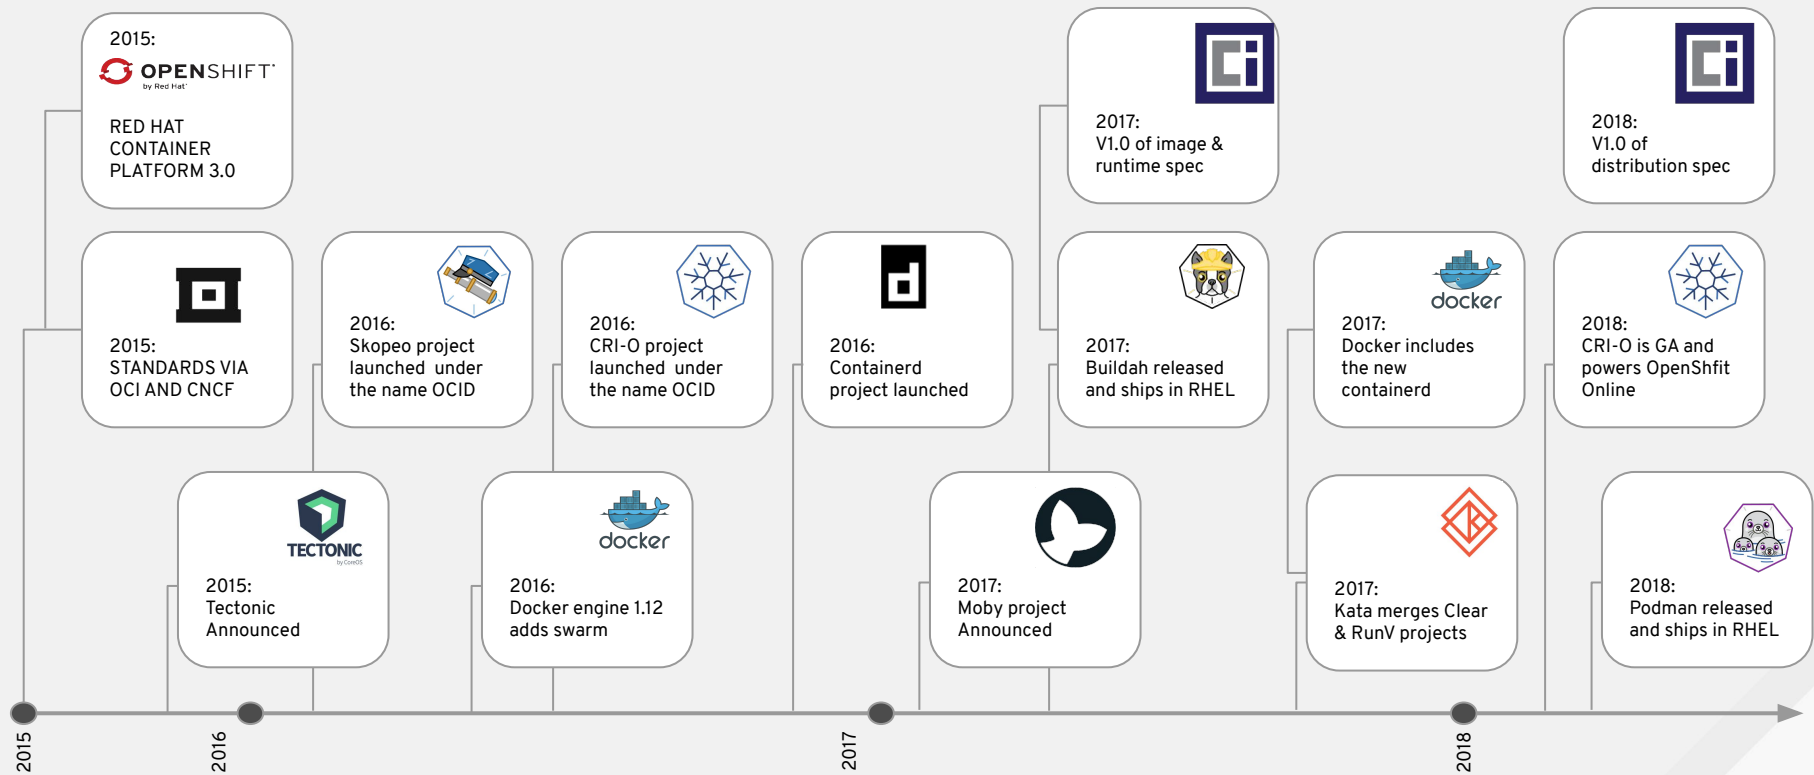 2015:
OPENSHIFT
by Red Hat
RED HAT
CONTAINER
PLATFORM 3.0
2017:
V1.0 of image &
runtime spec
2018:
V1.0 of
distribution spec
2015:
STANDARDS VIA
OCI AND CNCF
2016:
Skopeo project
launched under
the name OCID
2016:
CRI-O project
launched under
the name OCID
2016:
Containerd
project launched
2017:
Buildah released
and ships in RHEL
docker
2017:
Docker includes
the new
containerd
2018:
CRI-O is GA and
powers OpenShfit
Online
TECTONIC
by CoreOS
2015:
Tectonic
Announced
docker
2016:
Docker engine 1.12
adds swarm
2017:
Moby project
Announced
2017:
Kata merges Clear
& RunV projects
2018:
Podman released
and ships in RHEL
2015
2016
2017
2018